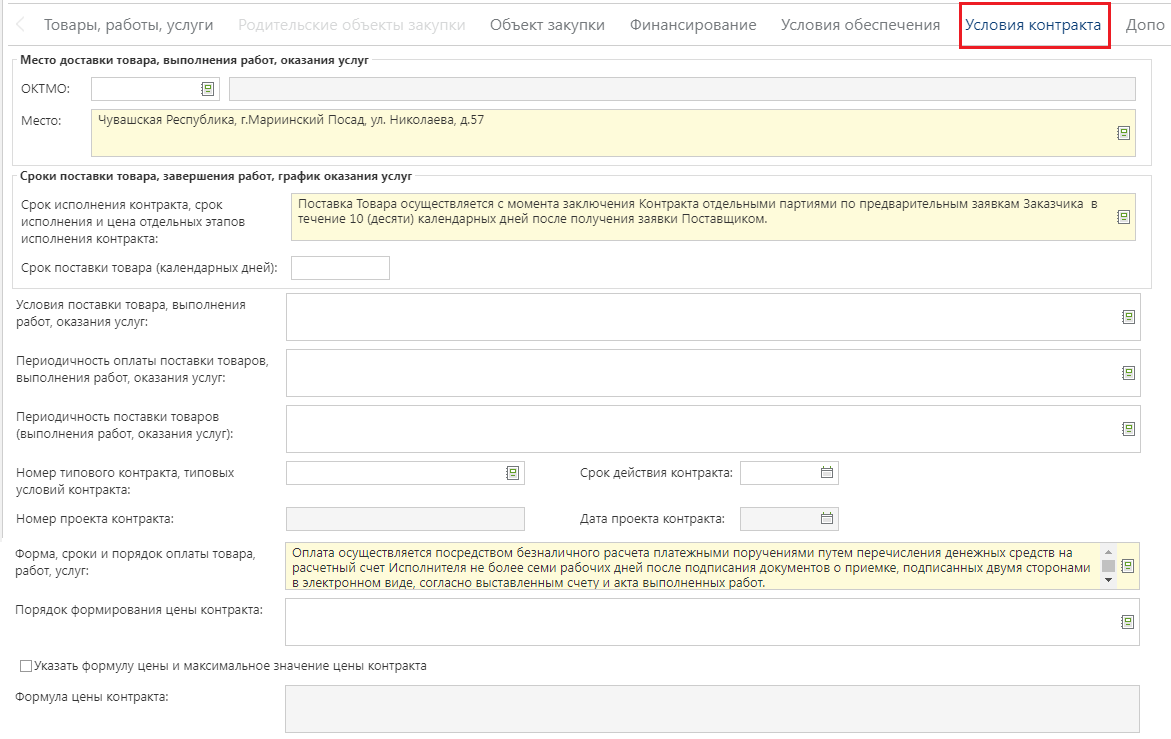 Товары, работы, услуги Родительские объекты закупки Объект закупки Финансирование Условия обеспечения Условия контракта Допо
Место доставки товара, выполнения работ, оказания услуг
ОКТМО:
Место: Чувашская Республика, г.Мариинский Посад, ул. Николаева, д.57
Сроки поставки товара, завершения работ, график оказания услуг
Срок исполнения контракта, срок
исполнения и цена отдельных этапов
исполнения контракта:
Поставка Товара осуществляется с момента заключения Контракта отдельными партиями по предварительным заявкам Заказчика в
течение 10 (десяти) календарных дней после получения заявки Поставщиком.
Срок поставки товара (календарных дней):
Условия поставки товара, выполнения
работ, оказания услуг:
Периодичность оплаты поставки товаров,
выполнения работ, оказания услуг:
Периодичность поставки товаров
(выполнения работ, оказания услуг):
Номер типового контракта, типовых
условий контракта:
Срок действия контракта:
Номер проекта контракта: Дата проекта контракта:
Форма, сроки и порядок оплаты товара,
работ, услуг:
Оплата осуществляется посредством безналичного расчета платежными поручениями путем перечисления денежных средств на
расчетный счет Исполнителя не более семи рабочих дней после подписания документов о приемке, подписанных двумя сторонами
в электронном виде, согласно выставленным счету и акта выполненных работ.
Порядок формирования цены контракта:
Указать формулу цены и максимальное значение цены контракта
Формула цены контракта: